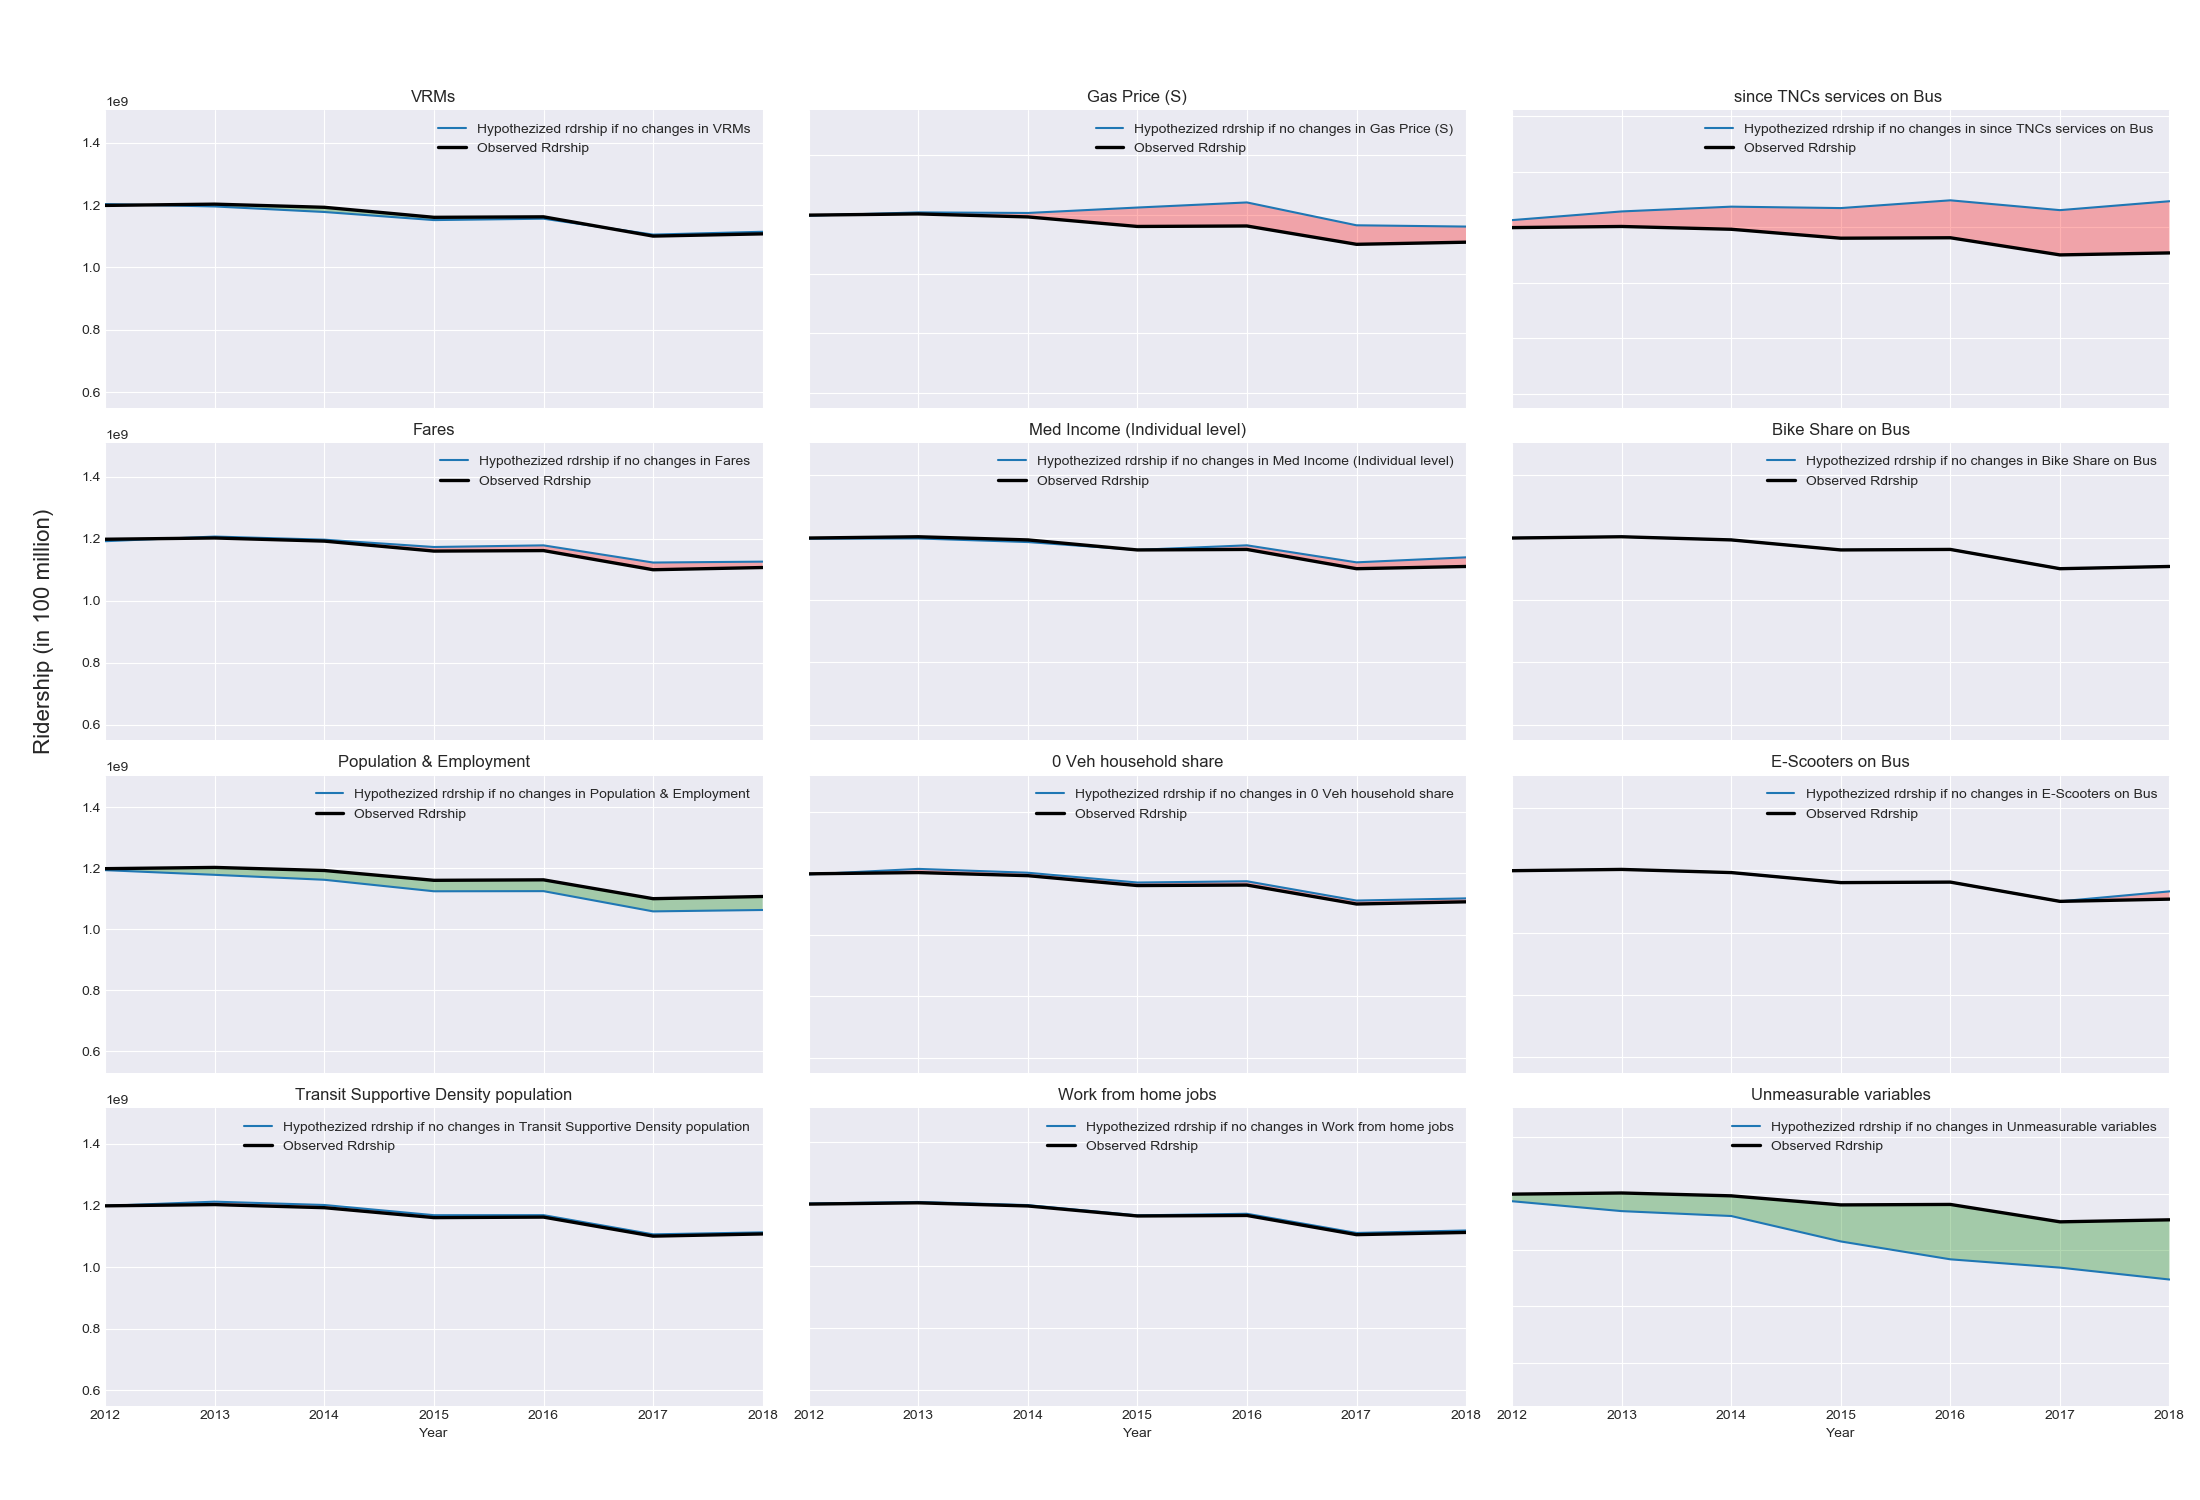 VRMs
1e9
Hypothezized rdrship if no changes in VRMs
Observed Rdrship
1.4
1.2
1.0
0.8
0.6
Gas Price (S)
Hypothezized rdrship if no changes in Gas Price (S)
Observed Rdrship
since TNCs services on Bus
Hypothezized rdrship if no changes in since TNCs services on Bus
Observed Rdrship
Ridership (in 100 million)
Fares
1e9
Hypothezized rdrship if no changes in Fares
Observed Rdrship
1.4
1.2
1.0
0.8
0.6
Med Income (Individual level)
Hypothezized rdrship if no changes in Med Income (Individual level)
Observed Rdrship
Bike Share on Bus
Hypothezized rdrship if no changes in Bike Share on Bus
Observed Rdrship
Population & Employment
1e9
Hypothezized rdrship if no changes in Population & Employment
Observed Rdrship
1.4
1.2
1.0
0.8
0.6
0 Veh household share
Hypothezized rdrship if no changes in 0 Veh household share
Observed Rdrship
E-Scooters on Bus
Hypothezized rdrship if no changes in E-Scooters on Bus
Observed Rdrship
Transit Supportive Density population
1e9
Hypothezized rdrship if no changes in Transit Supportive Density population
Observed Rdrship
1.4
1.2
1.0
0.8
0.6
2012 2013 2014 2015 2016 2017 2018
Year
Work from home jobs
Hypothezized rdrship if no changes in Work from home jobs
Observed Rdrship
2012 2013 2014 2015 2016 2017 2018
Year
Unmeasurable variables
Hypothezized rdrship if no changes in Unmeasurable variables
Observed Rdrship
2012 2013 2014 2015 2016 2017 2018
Year